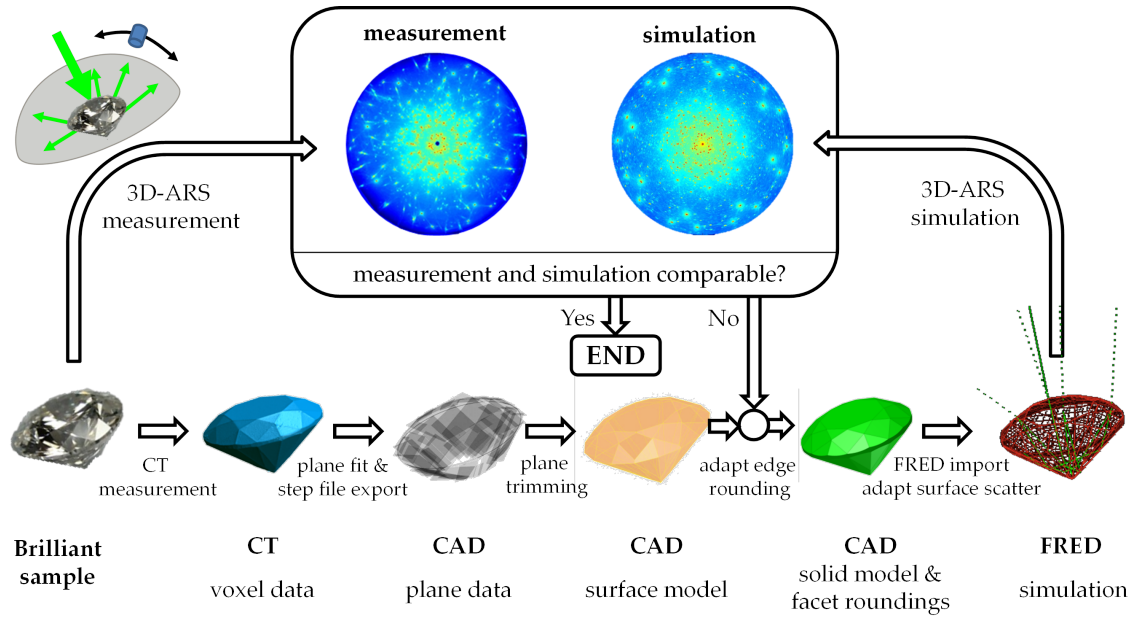 measurement
simulation
3D-ARS
measurement
3D-ARS
simulation
measurement and simulation comparable?
Yes
No
END
CT
measurement
plane fit &
step file export
plane
trimming
adapt edge
rounding
FRED import
adapt surface scatter
Brilliant
sample
CT
voxel data
CAD
plane data
CAD
surface model
CAD
solid model &
facet roundings
FRED
simulation